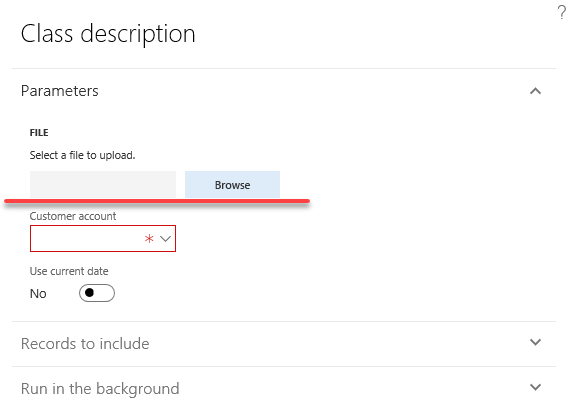 ?
Class description
Parameters
FILE
Select a file to upload.
Browse
Customer account
*
Use current date
No
Records to include
Run in the background